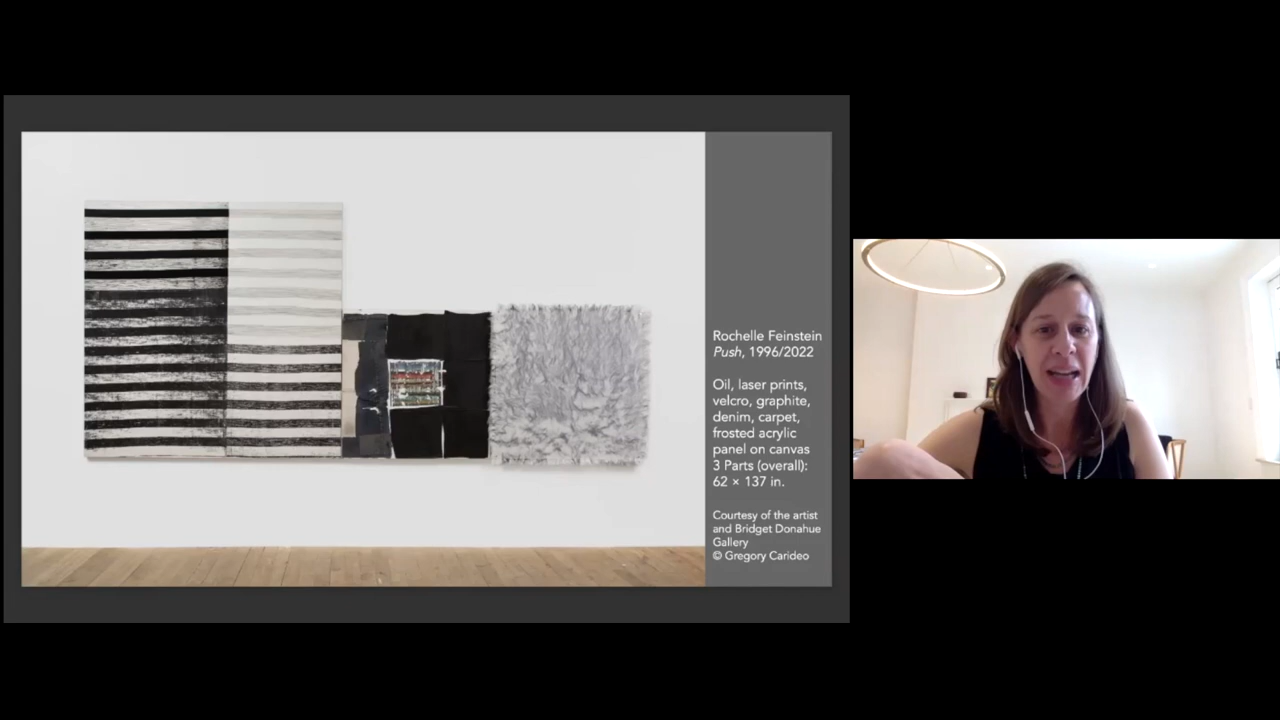 Rochelle Feinstein
Push, 1996/2022
Oil, laser prints,
velcro, graphite,
denim, carpet,
frosted acrylic
panel on canvas
3 Parts (overall):
62 × 137 in.
Courtesy of the artist
and Bridget Donahue
Gallery
© Gregory Carideo